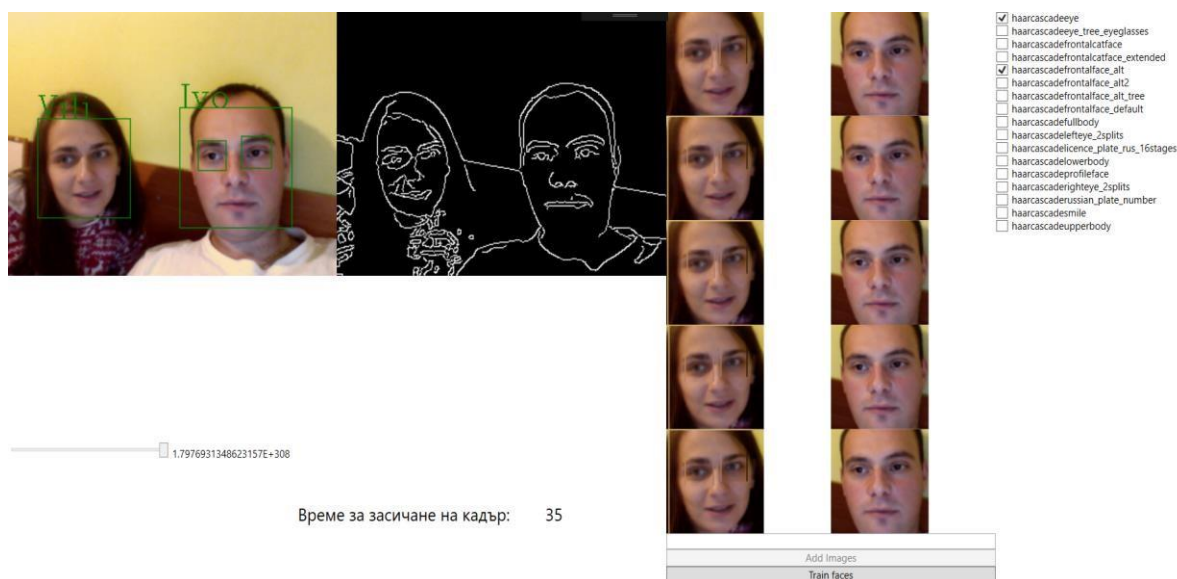 Vili
Ivo
1.7976931348623157E+308
Време за засичане на кадър: 35
Add Images
Train faces
haarcascadeeye
haarcascadeeye_tree_eyeglasses
haarcascadefrontalcatface
haarcascadefrontalcatface_extended
haarcascadefrontalface_alt
haarcascadefrontalface_alt2
haarcascadefrontalface_alt_tree
haarcascadefrontalface_default
haarcascadefullbody
haarcascadelefteye_2splits
haarcascadelicence_plate_rus_16stages
haarcascadelowerbody
haarcascadeprofileface
haarcascaderighteye_2splits
haarcascaderussian_plate_number
haarcascadesmile
haarcascadeupperbody